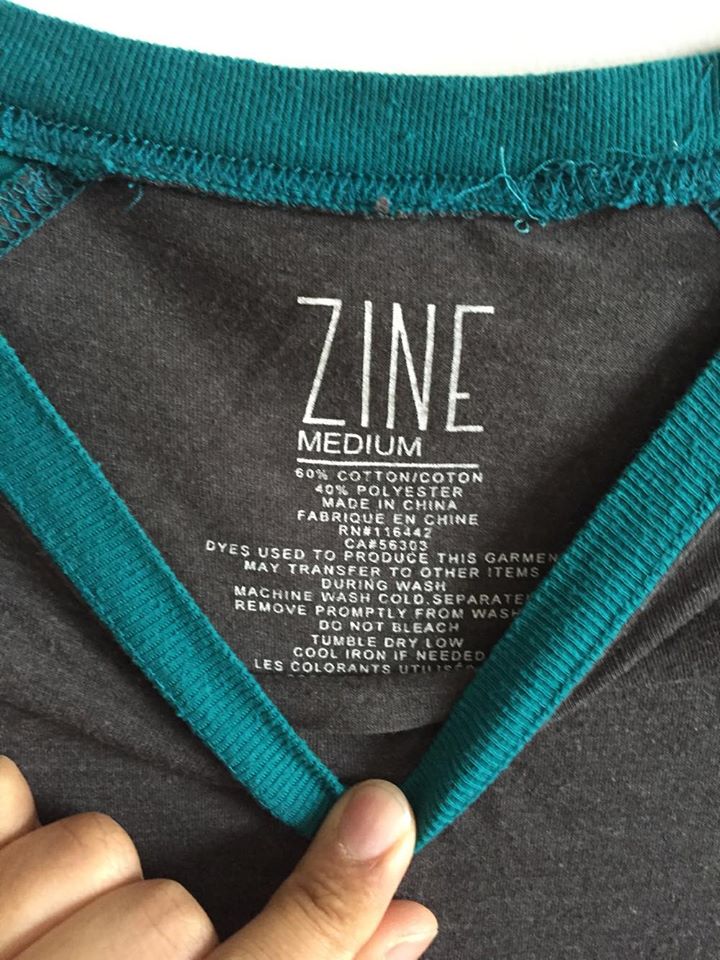 ZINE
MEDIUM
60% COTTON/COTON
40% POLYESTER
MADE IN CHINA
FABRIQUE EN CHINE
RN#116442
CA#56303
DYES USED TO PRODUCE THIS GARMEN
MAY TRANSFER TO OTHER ITEMS
DURING WASH
MACHINE WASH COLD.SEPARATE
REMOVE PROMPTLY FROM WASH
DO NOT BLEACH
TUMBLE DRY LOW
COOL IRON IF NEEDED
LES COLORANTS